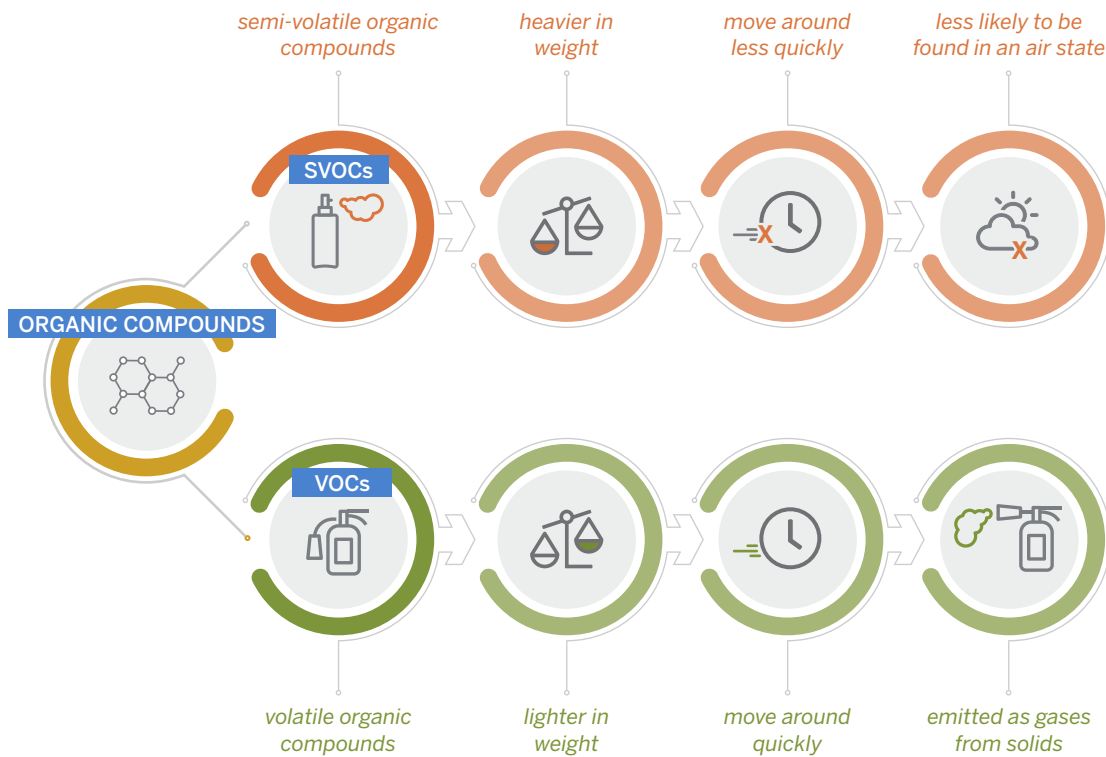 semi-volatile organic
compounds
heavier in
weight
move around
less quickly
less likely to be
found in an air state
SVOCs
X
X
ORGANIC COMPOUNDS
VOCs
volatile organic
compounds
lighter in
weight
move around
quickly
emitted as gases
from solids